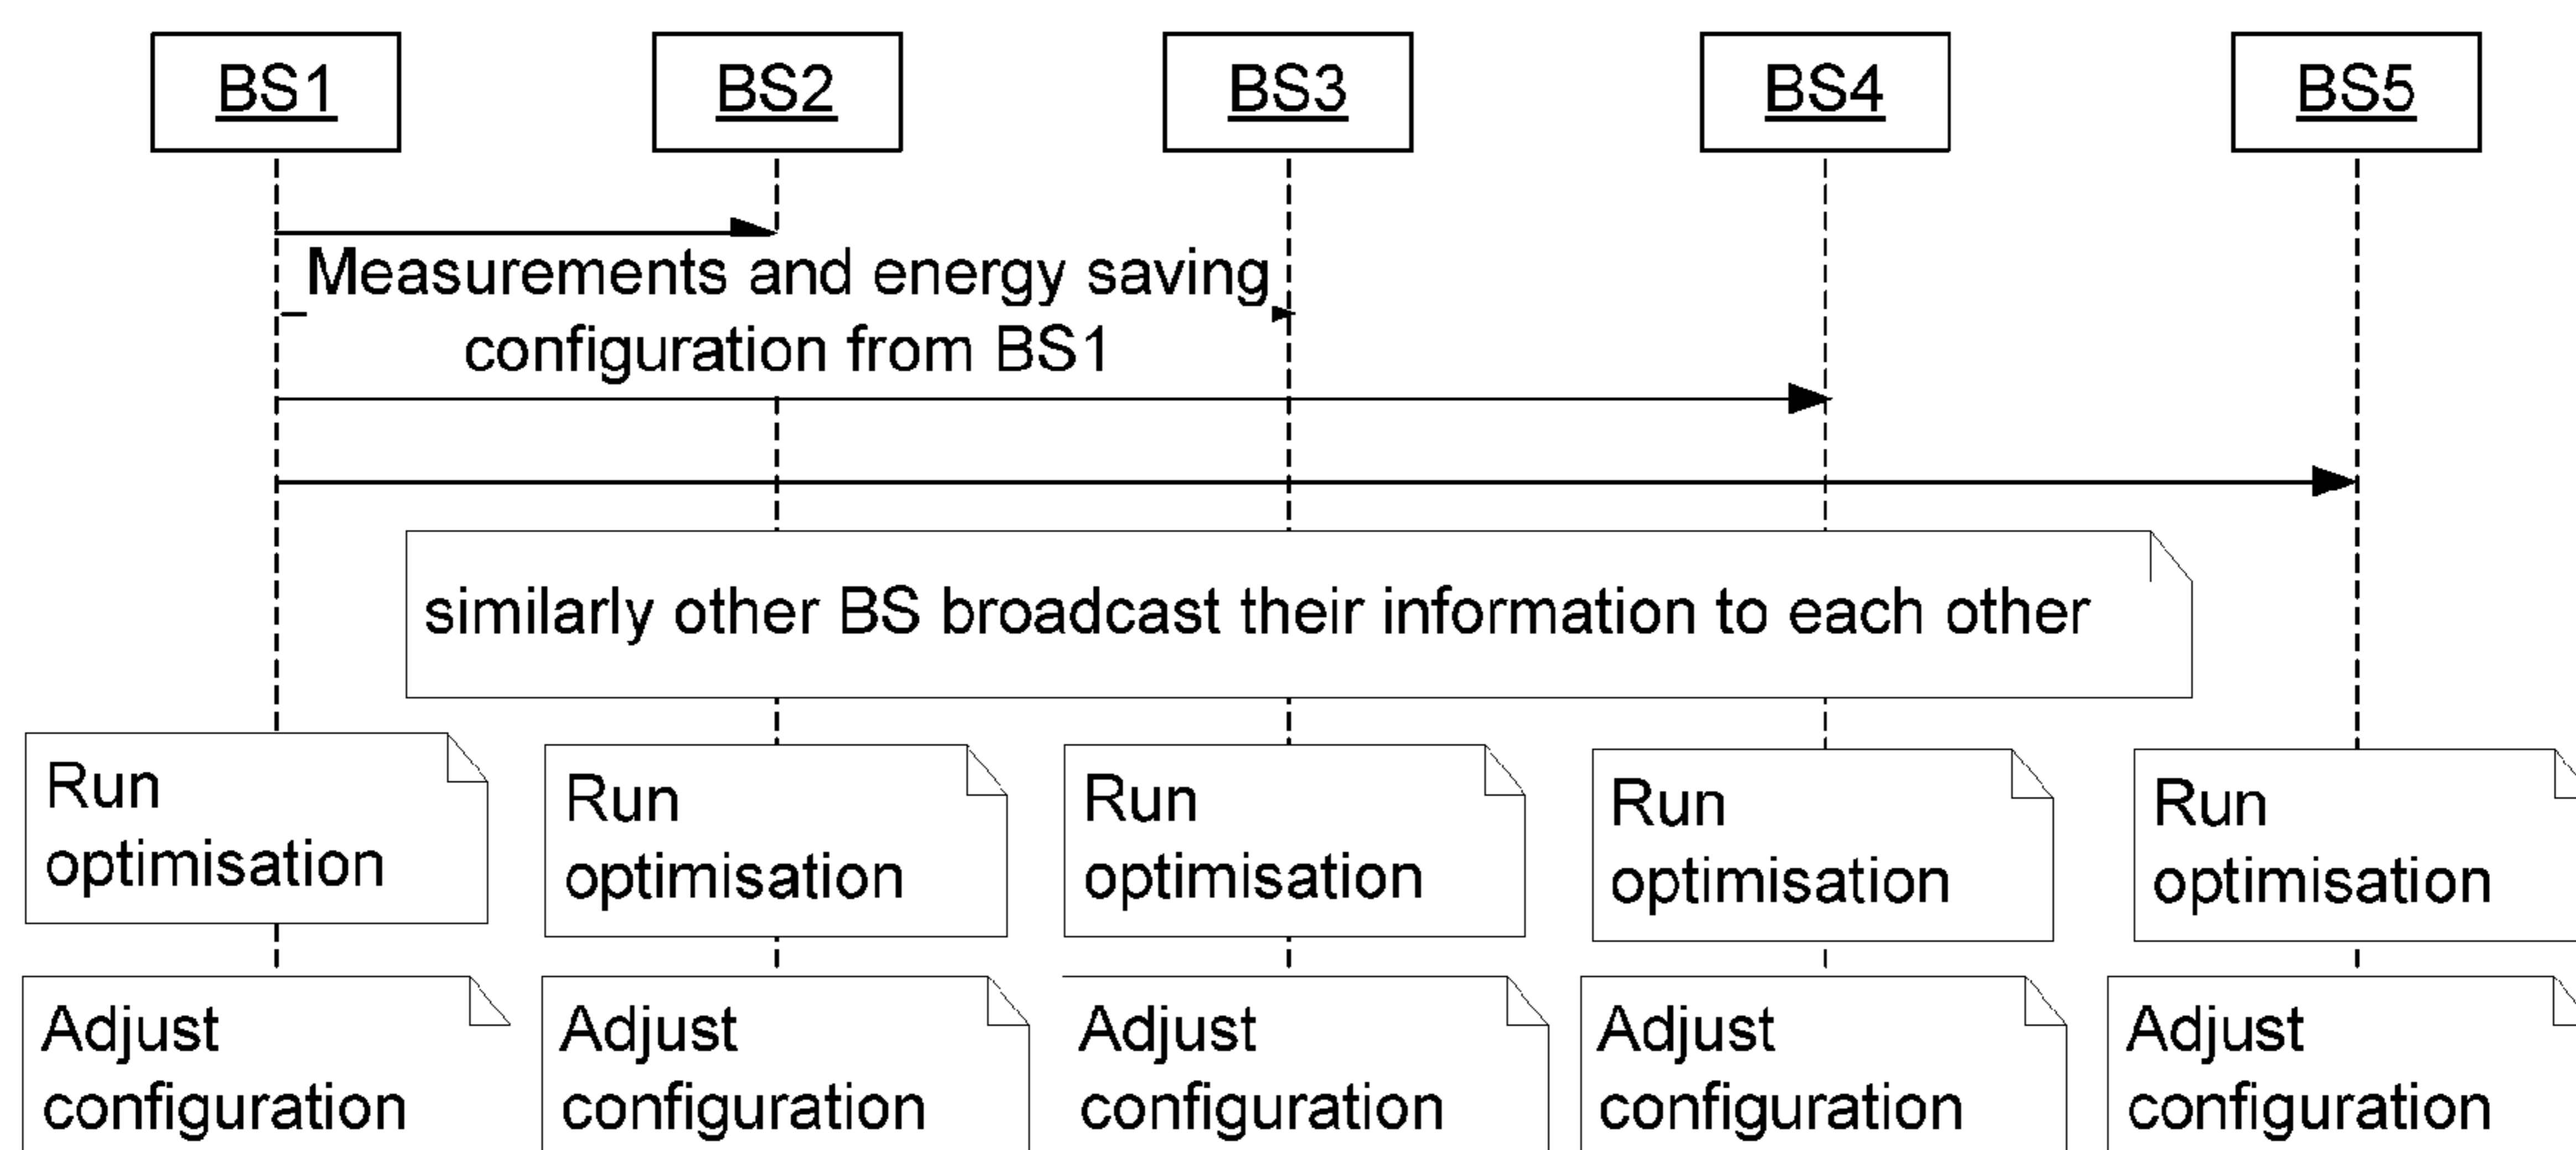 BS1
BS2
BS3
BS4
BS5
Measurements and energy saving
configuration from BS1
similarly other BS broadcast their information to each other
Run
optimisation
Run
optimisation
Run
optimisation
Run
optimisation
Run
optimisation
Adjust
configuration
Adjust
configuration
Adjust
configuration
Adjust
configuration
Adjust
configuration